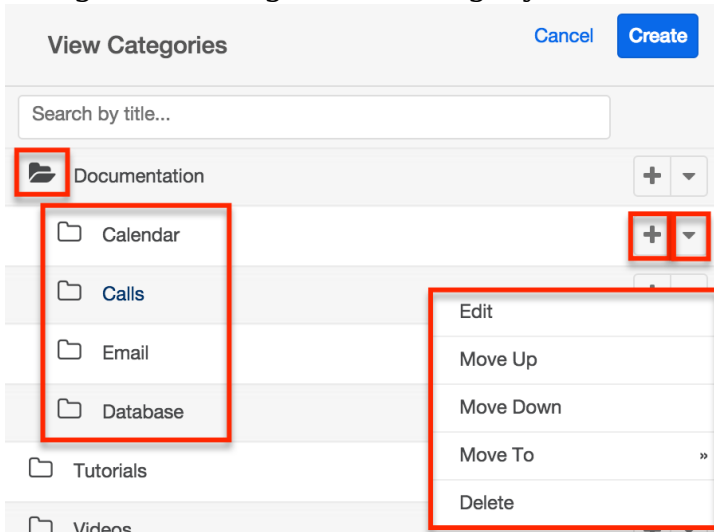 View Categories
Cancel
Create
Search by title...
Documentation
Calendar
Calls
Edit
Email
Move Up
Move Down
Database
Move To »
Tutorials
Delete
Videos